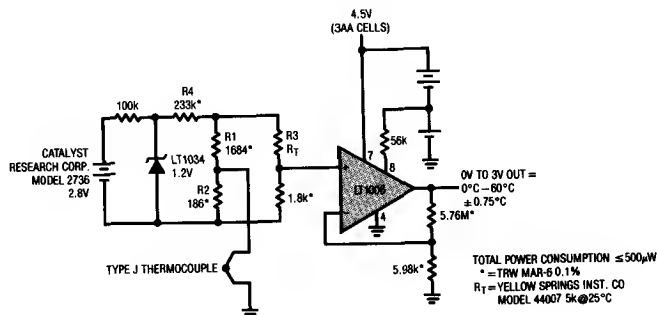 4.5V
(3AA CELLS)
R4
233k*
100k
R1
1684*
R3
RT
56k
CATALYST
RESEARCH CORP.
MODEL 2736
2.8V
LT1034
1.2V
R2
186*
1.8k*
+
7
8
LT1006
4
–
0V TO 3V OUT =
0°C–60°C
±0.75°C
5.76M*
TYPE J THERMOCOUPLE
5.98k*
TOTAL POWER CONSUMPTION ≤500µW
* =TRW MAR-6 0.1%
RT=YELLOW SPRINGS INST. CO
MODEL 44007 5k@25°C